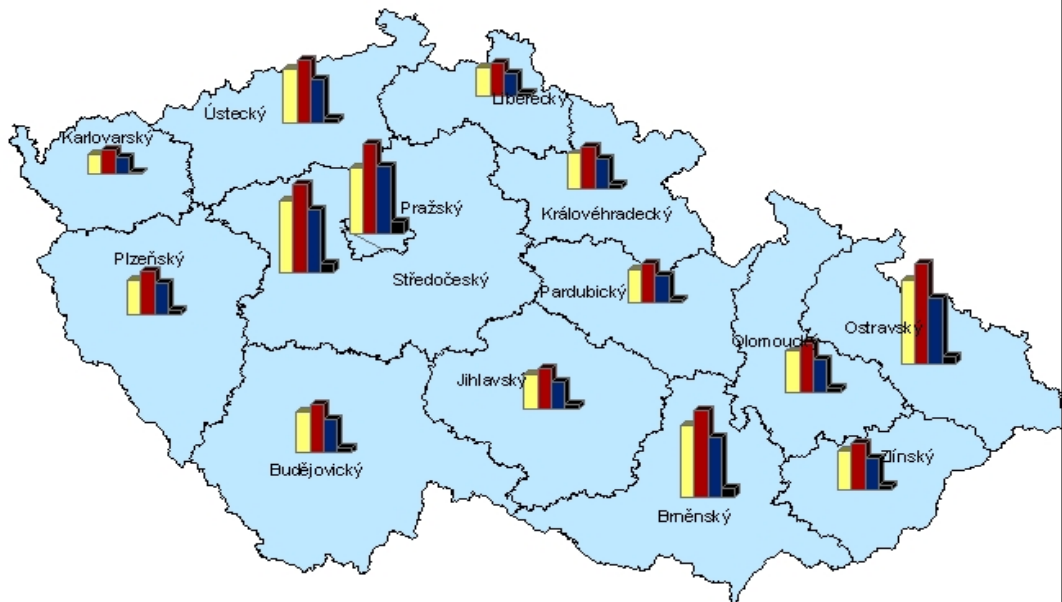 Liberecký
Ústecký
Karlovarský
Pražský
Královéhradecký
Plzeňský
Středočeský
Pardubický
Ostravský
Olomoucký
Jihlavský
Zlínský
Budějovický
Brněnský